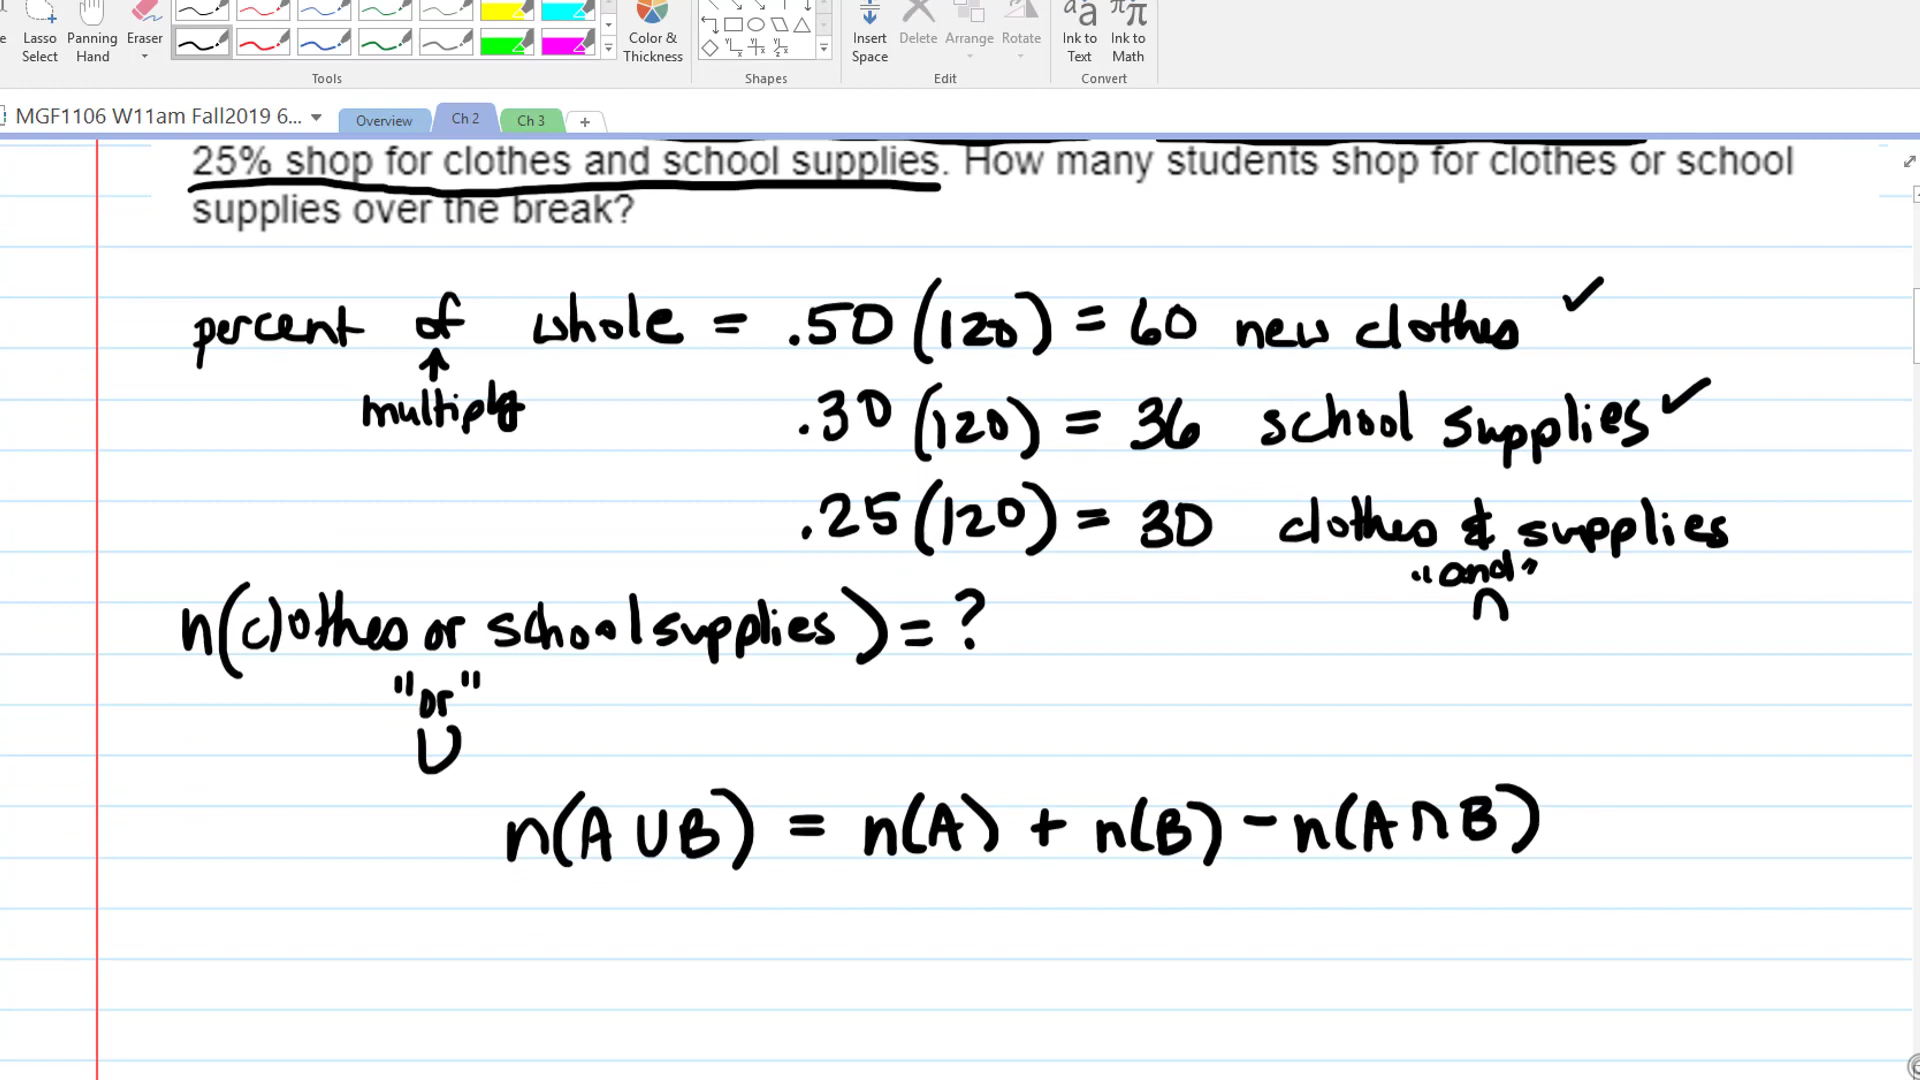 Lasso Select
Panning Hand
Eraser
Color & Thickness
Insert Space
Delete
Arrange
Rotate
Ink to Text
Ink to Math
Tools
Shapes
Edit
Convert
MGF1106 W11am Fall2019 6...
Overview
Ch 2
Ch 3
+
25% shop for clothes and school supplies. How many students shop for clothes or school
supplies over the break?
percent of whole = .50 (120) = 60 new clothes ✓
↑
multiply
.30 (120) = 36 school supplies ✓
.25 (120) = 30 clothes & supplies
"and"
∩
n(clothes or school supplies) = ?
"or"
∪
n(A ∪ B) = n(A) + n(B) - n(A ∩ B)